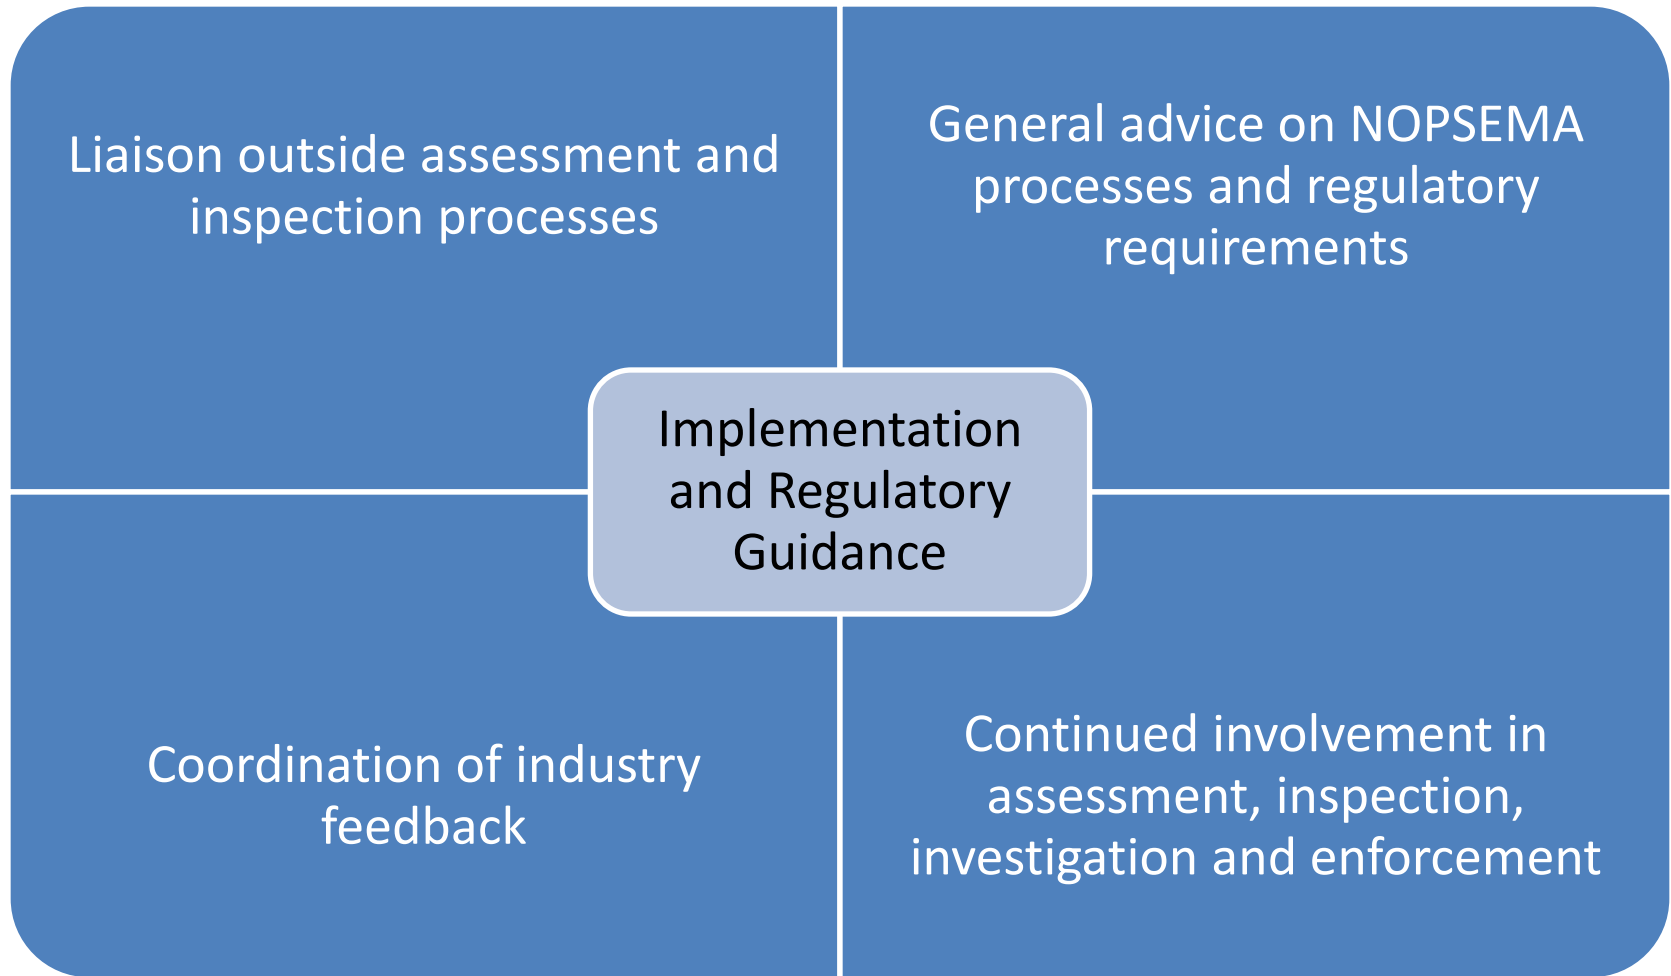 Liaison outside assessment and
inspection processes
General advice on NOPSEMA
processes and regulatory
requirements
Implementation
and Regulatory
Guidance
Coordination of industry
feedback
Continued involvement in
assessment, inspection,
investigation and enforcement